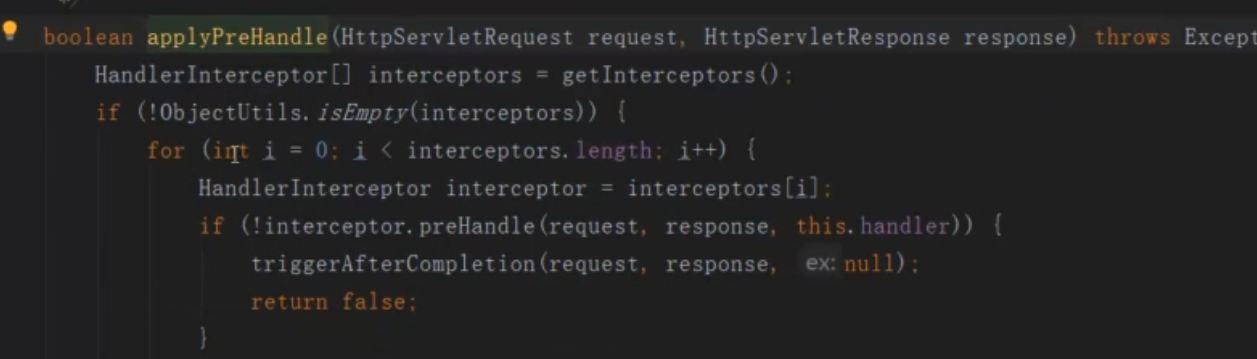 */
boolean applyPreHandle(HttpServletRequest request, HttpServletResponse response) throws Except
HandlerInterceptor[] interceptors = getInterceptors();
if (!ObjectUtils.isEmpty(interceptors)) {
for (int i = 0; i < interceptors.length; i++) {
HandlerInterceptor interceptor = interceptors[i];
if (!interceptor.preHandle(request, response, this.handler)) {
triggerAfterCompletion(request, response, ex: null);
return false;
}